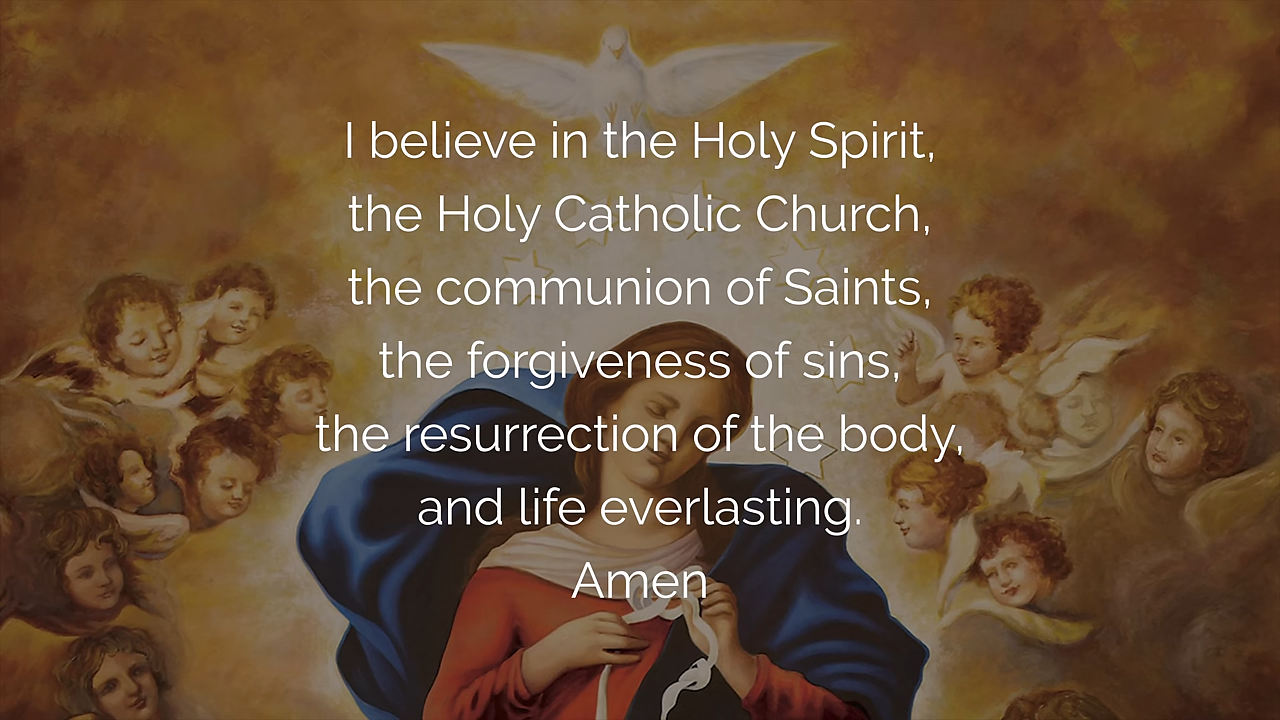 I believe in the Holy Spirit,
the Holy Catholic Church,
the communion of Saints,
the forgiveness of sins,
the resurrection of the body,
and life everlasting.
Amen